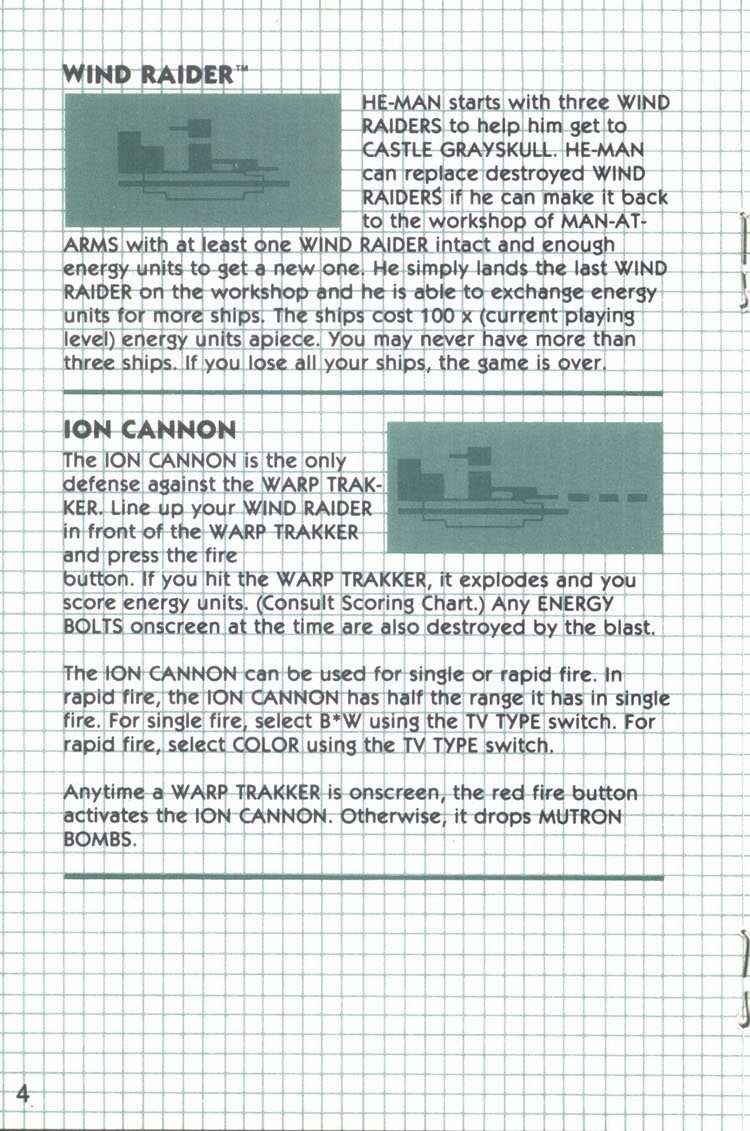 WIND RAIDER™
HE-MAN starts with three WIND
RAIDERS to help him get to
CASTLE GRAYSKULL. HE-MAN
can replace destroyed WIND
RAIDERS if he can make it back
to the workshop of MAN-AT-
ARMS with at least one WIND RAIDER intact and enough
energy units to get a new one. He simply lands the last WIND
RAIDER on the workshop and he is able to exchange energy
units for more ships. The ships cost 100 x (current playing
level) energy units apiece. You may never have more than
three ships. If you lose all your ships, the game is over.
ION CANNON
The ION CANNON is the only
defense against the WARP TRAK-
KER. Line up your WIND RAIDER
in front of the WARP TRAKKER
and press the fire
button. If you hit the WARP TRAKKER, it explodes and you
score energy units. (Consult Scoring Chart.) Any ENERGY
BOLTS onscreen at the time are also destroyed by the blast.
The ION CANNON can be used for single or rapid fire. In
rapid fire, the ION CANNON has half the range it has in single
fire. For single fire, select B*W using the TV TYPE switch. For
rapid fire, select COLOR using the TV TYPE switch.
Anytime a WARP TRAKKER is onscreen, the red fire button
activates the ION CANNON. Otherwise, it drops MUTRON
BOMBS.
4